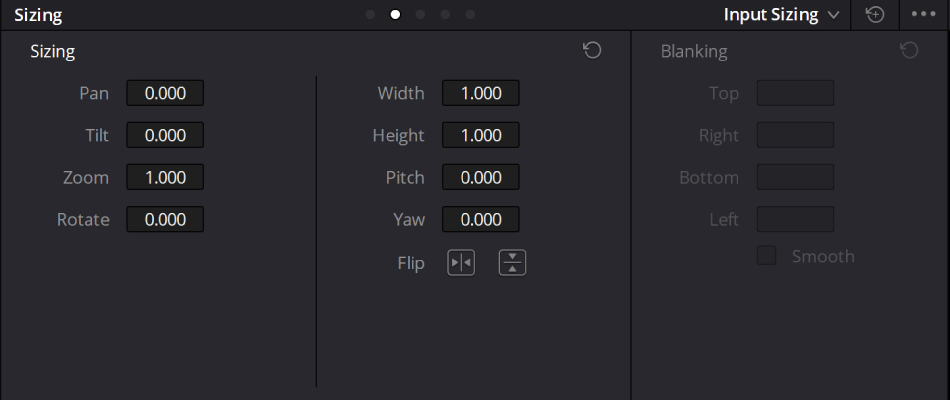 Sizing
Input Sizing
Sizing
Pan 0.000
Tilt 0.000
Zoom 1.000
Rotate 0.000
Width 1.000
Height 1.000
Pitch 0.000
Yaw 0.000
Flip
Blanking
Top
Right
Bottom
Left
Smooth